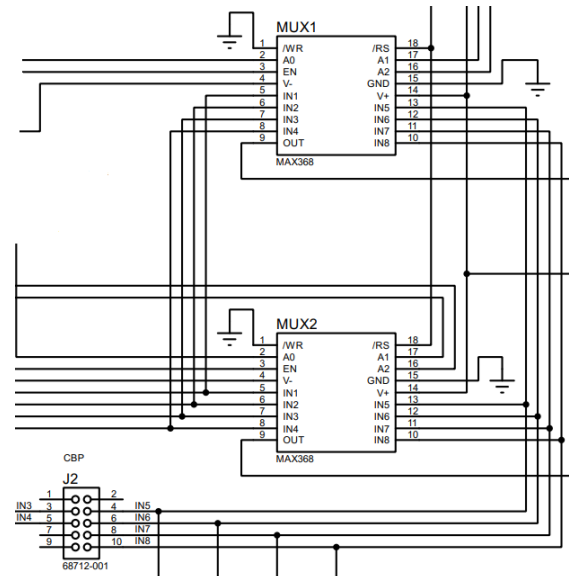 MUX1
1 /WR /RS 18
2 A0 A1 17
3 EN A2 16
4 V- GND 15
5 IN1 V+ 14
6 IN2 IN5 13
7 IN3 IN6 12
8 IN4 IN7 11
9 OUT IN8 10
MAX368
MUX2
1 /WR /RS 18
2 A0 A1 17
3 EN A2 16
4 V- GND 15
5 IN1 V+ 14
6 IN2 IN5 13
7 IN3 IN6 12
8 IN4 IN7 11
9 OUT IN8 10
MAX368
CBP
J2
1 2
IN3 3 4 IN5
IN4 5 6 IN6
7 8 IN7
9 10 IN8
68712-001